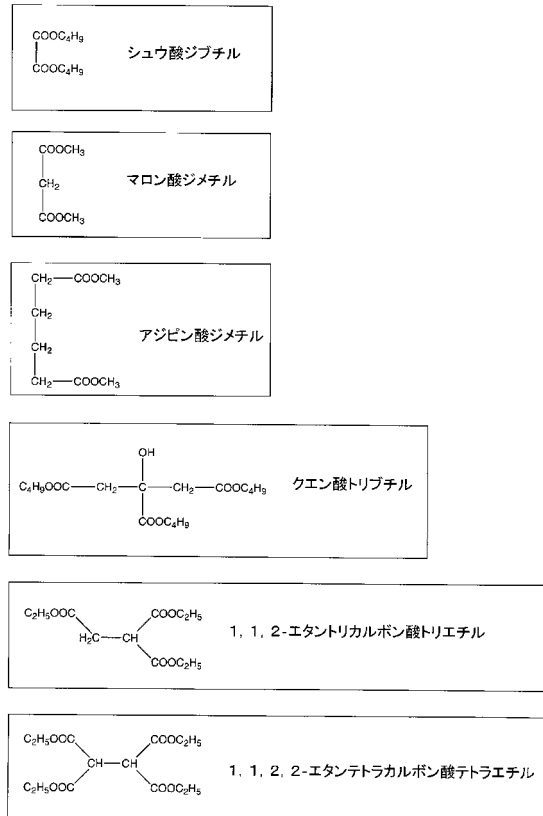 COOC4H9
COOC4H9
シュウ酸ジブチル
COOCH3
CH2
COOCH3
マロン酸ジメチル
CH2 COOCH3
CH2
CH2
CH2 COOCH3
アジピン酸ジメチル
OH
C4H9OOC CH2 C CH2 COOC4H9
COOC4H9
クエン酸トリブチル
C2H5OOC COOC2H5
H2C CH
COOC2H5
1, 1, 2-エタントリカルボン酸トリエチル
C2H5OOC COOC2H5
CH CH
C2H5OOC COOC2H5
1, 1, 2, 2-エタンテトラカルボン酸テトラエチル